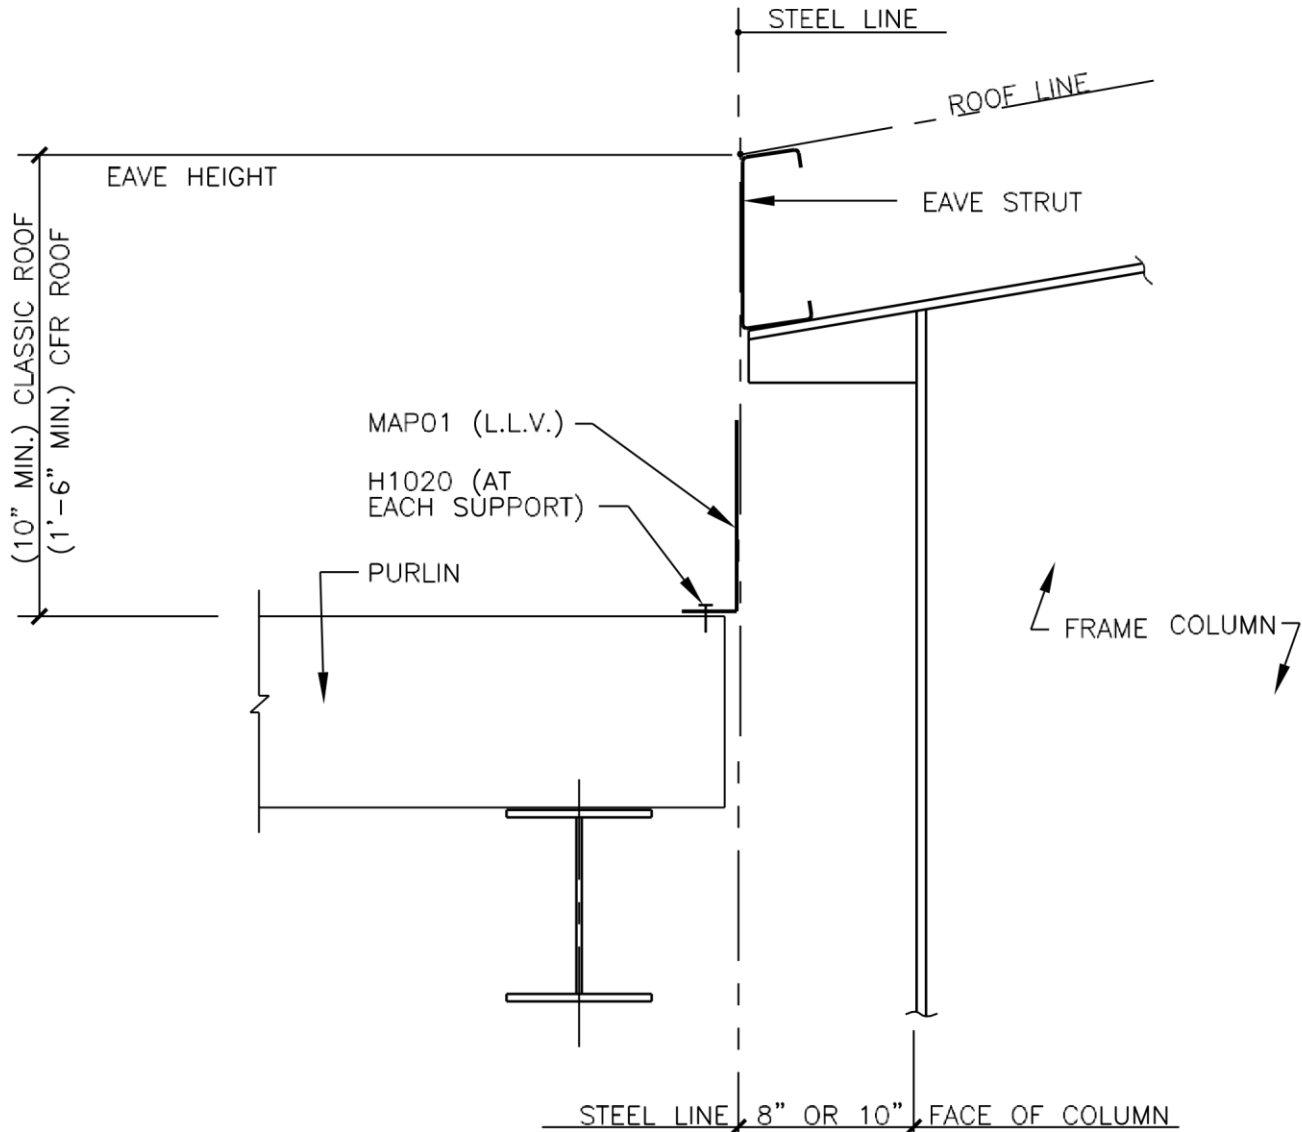 STEEL LINE
ROOF LINE
EAVE HEIGHT
EAVE STRUT
(10" MIN.) CLASSIC ROOF
(1'-6" MIN.) CFR ROOF
MAP01 (L.L.V.)
H1020 (AT
EACH SUPPORT)
PURLIN
FRAME COLUMN
STEEL LINE
8" OR 10"
FACE OF COLUMN